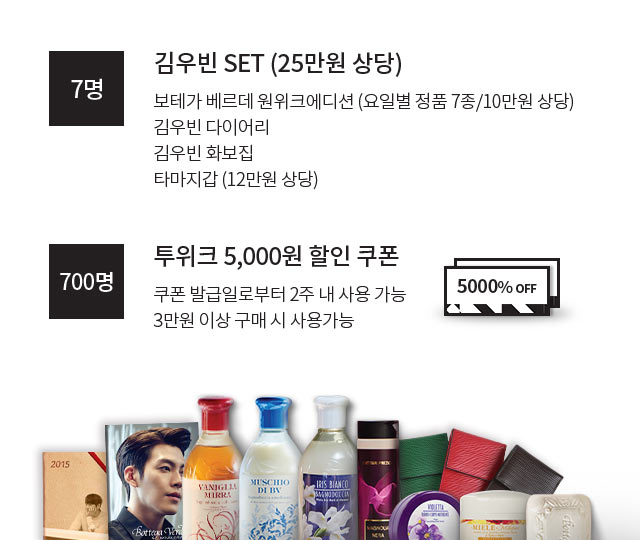 7명
김우빈 SET (25만원 상당)
보테가 베르데 원위크에디션 (요일별 정품 7종/10만원 상당)
김우빈 다이어리
김우빈 화보집
타마지갑 (12만원 상당)
700명
투위크 5,000원 할인 쿠폰
쿠폰 발급일로부터 2주 내 사용 가능
3만원 이상 구매 시 사용가능
5000% OFF
2015
VANIGLIA
MIRRA
MUSCHIO
DI BV
IRIS BIANCO
BAGNODOCCIA
MAGNOLIA
NERA
VIOLETTA
MIELE